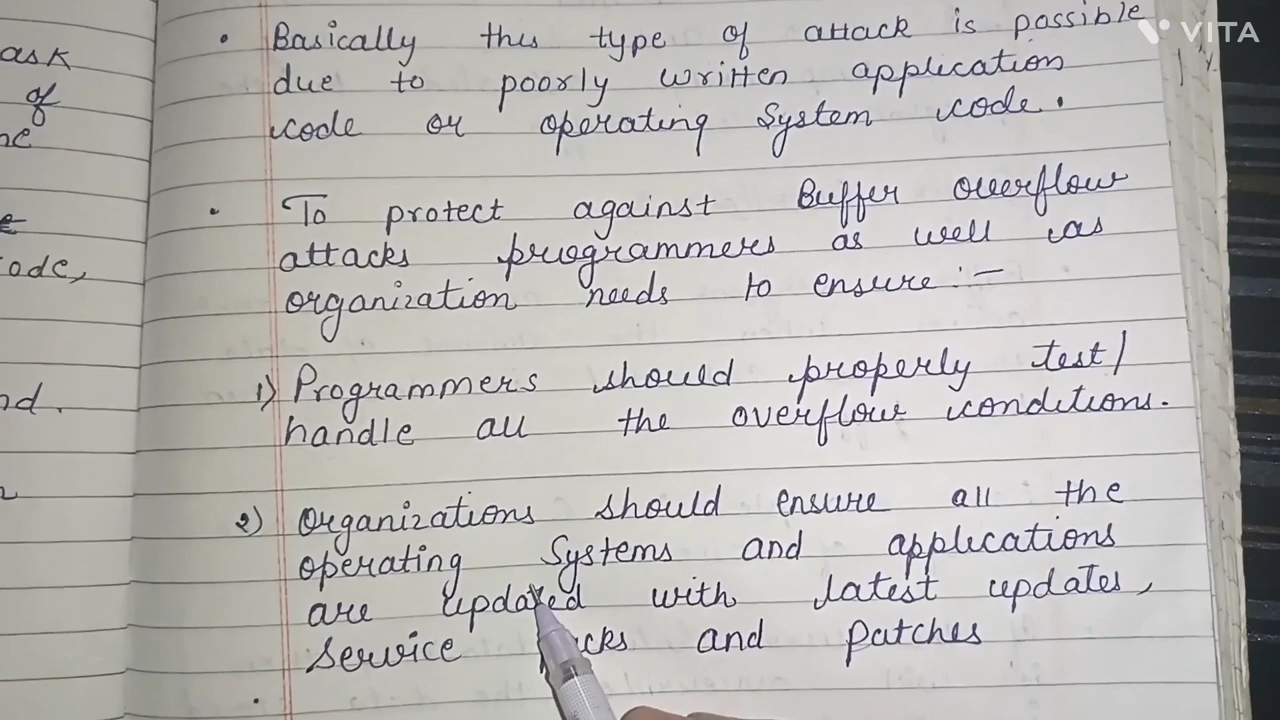 ask
of
ode,
nd.
VITA
• Basically this type of attack is possible
due to poorly written application
code or operating System code.
• To protect against Buffer overflow
attacks programmers as well as
organization needs to ensure :-
1) Programmers should properly test/
handle all the overflow conditions.
2) Organizations should ensure all the
operating Systems and applications
are updated with latest updates,
Service packs and patches